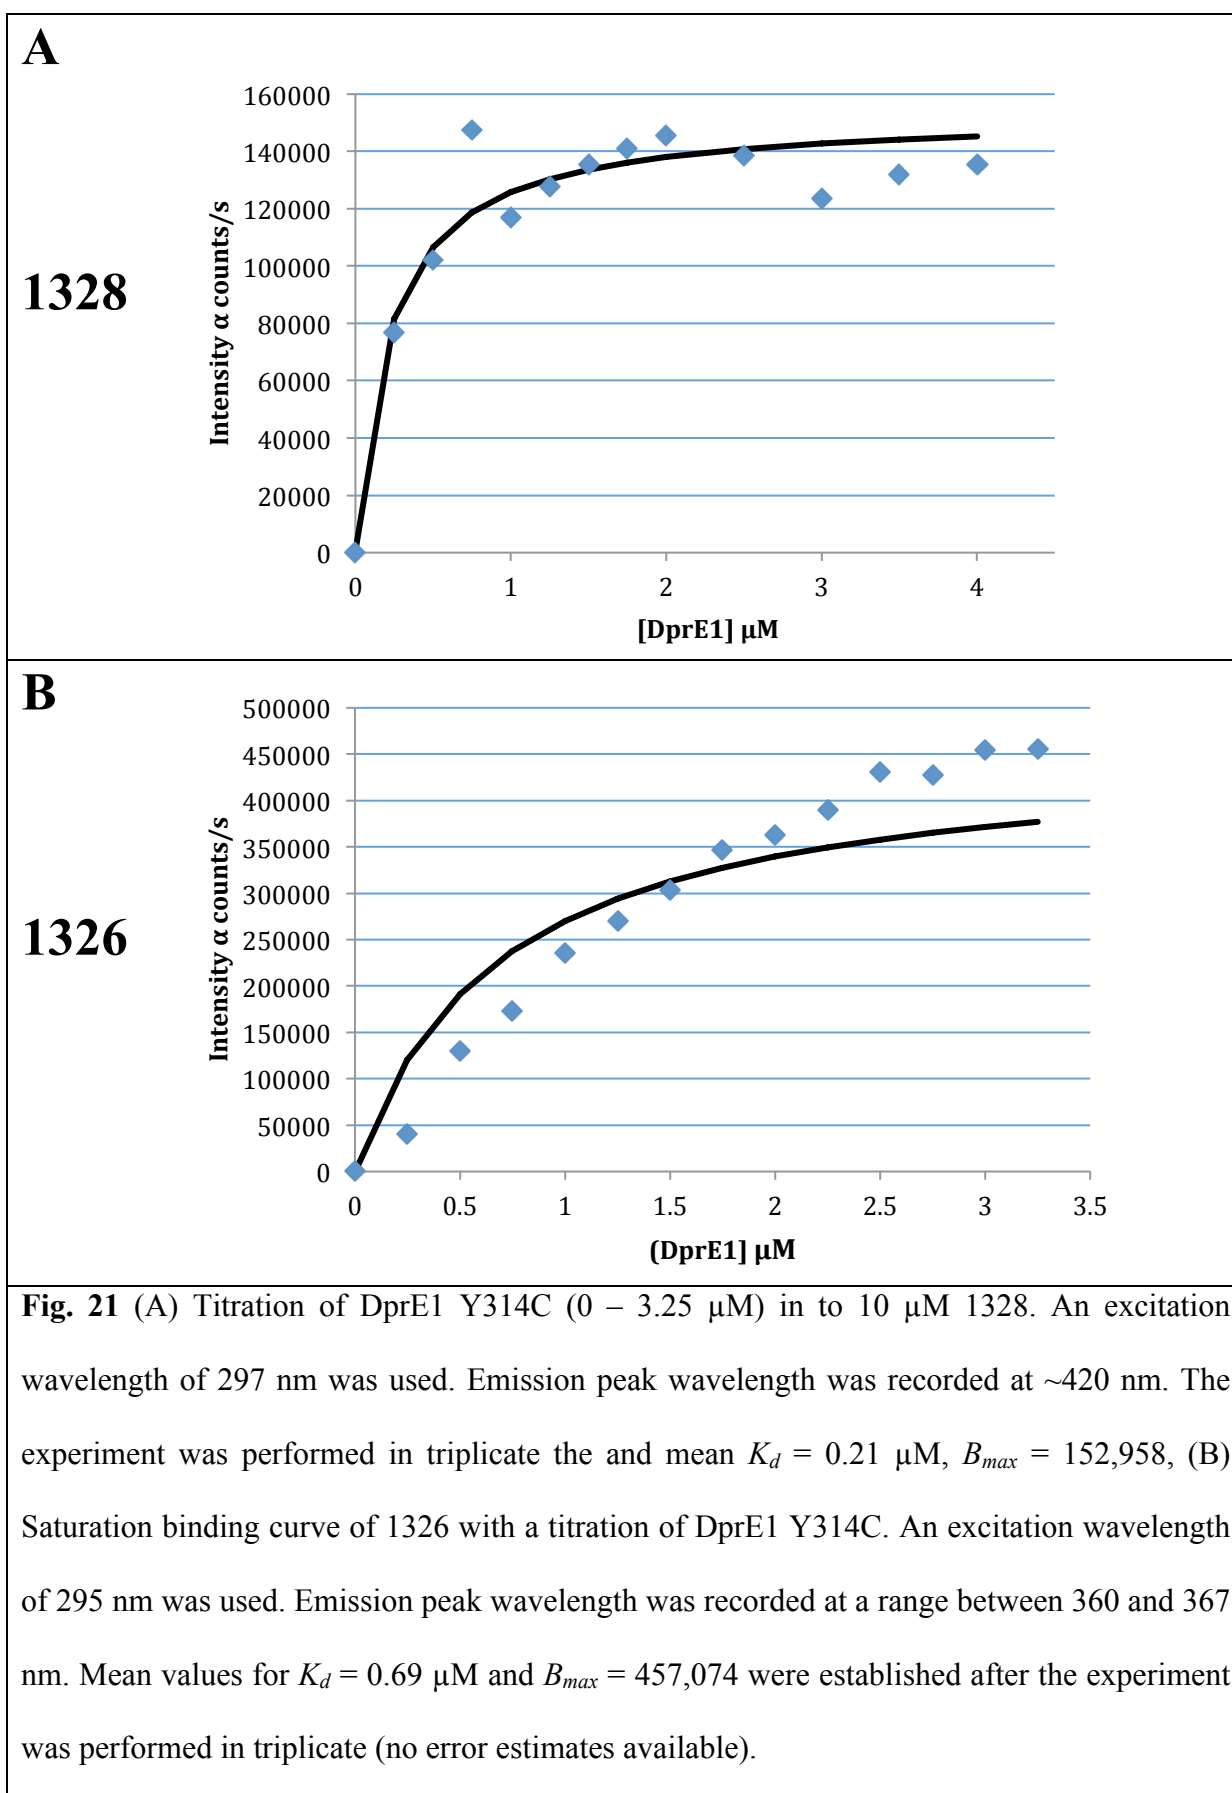 A
1328
160000
140000
120000
100000
80000
60000
40000
20000
0
Intensity α counts/s
0 1 2 3 4
[DprE1] µM
B
1326
500000
450000
400000
350000
300000
250000
200000
150000
100000
50000
0
Intensity α counts/s
0 0.5 1 1.5 2 2.5 3 3.5
(DprE1] µM
Fig. 21 (A) Titration of DprE1 Y314C (0 – 3.25 µM) in to 10 µM 1328. An excitation
wavelength of 297 nm was used. Emission peak wavelength was recorded at ~420 nm. The
experiment was performed in triplicate the and mean Kd = 0.21 µM, Bmax = 152,958, (B)
Saturation binding curve of 1326 with a titration of DprE1 Y314C. An excitation wavelength
of 295 nm was used. Emission peak wavelength was recorded at a range between 360 and 367
nm. Mean values for Kd = 0.69 µM and Bmax = 457,074 were established after the experiment
was performed in triplicate (no error estimates available).